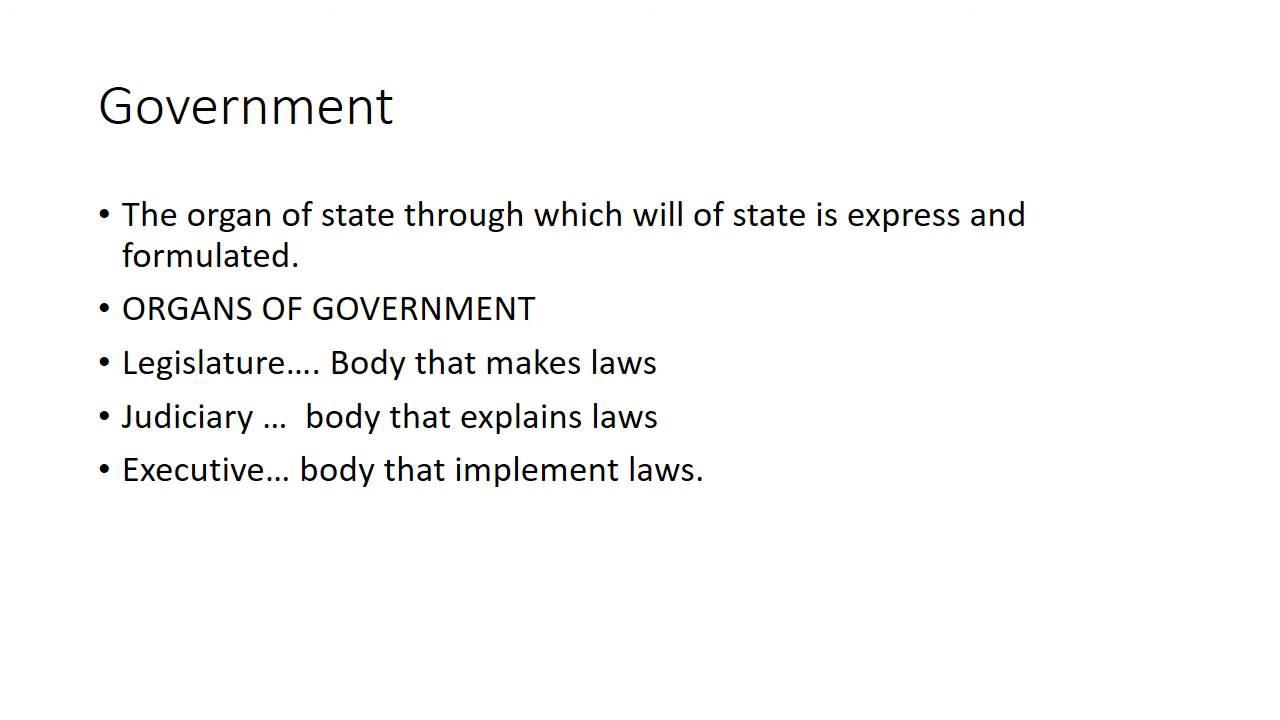 Government
• The organ of state through which will of state is express and
formulated.
• ORGANS OF GOVERNMENT
• Legislature…. Body that makes laws
• Judiciary …  body that explains laws
• Executive… body that implement laws.